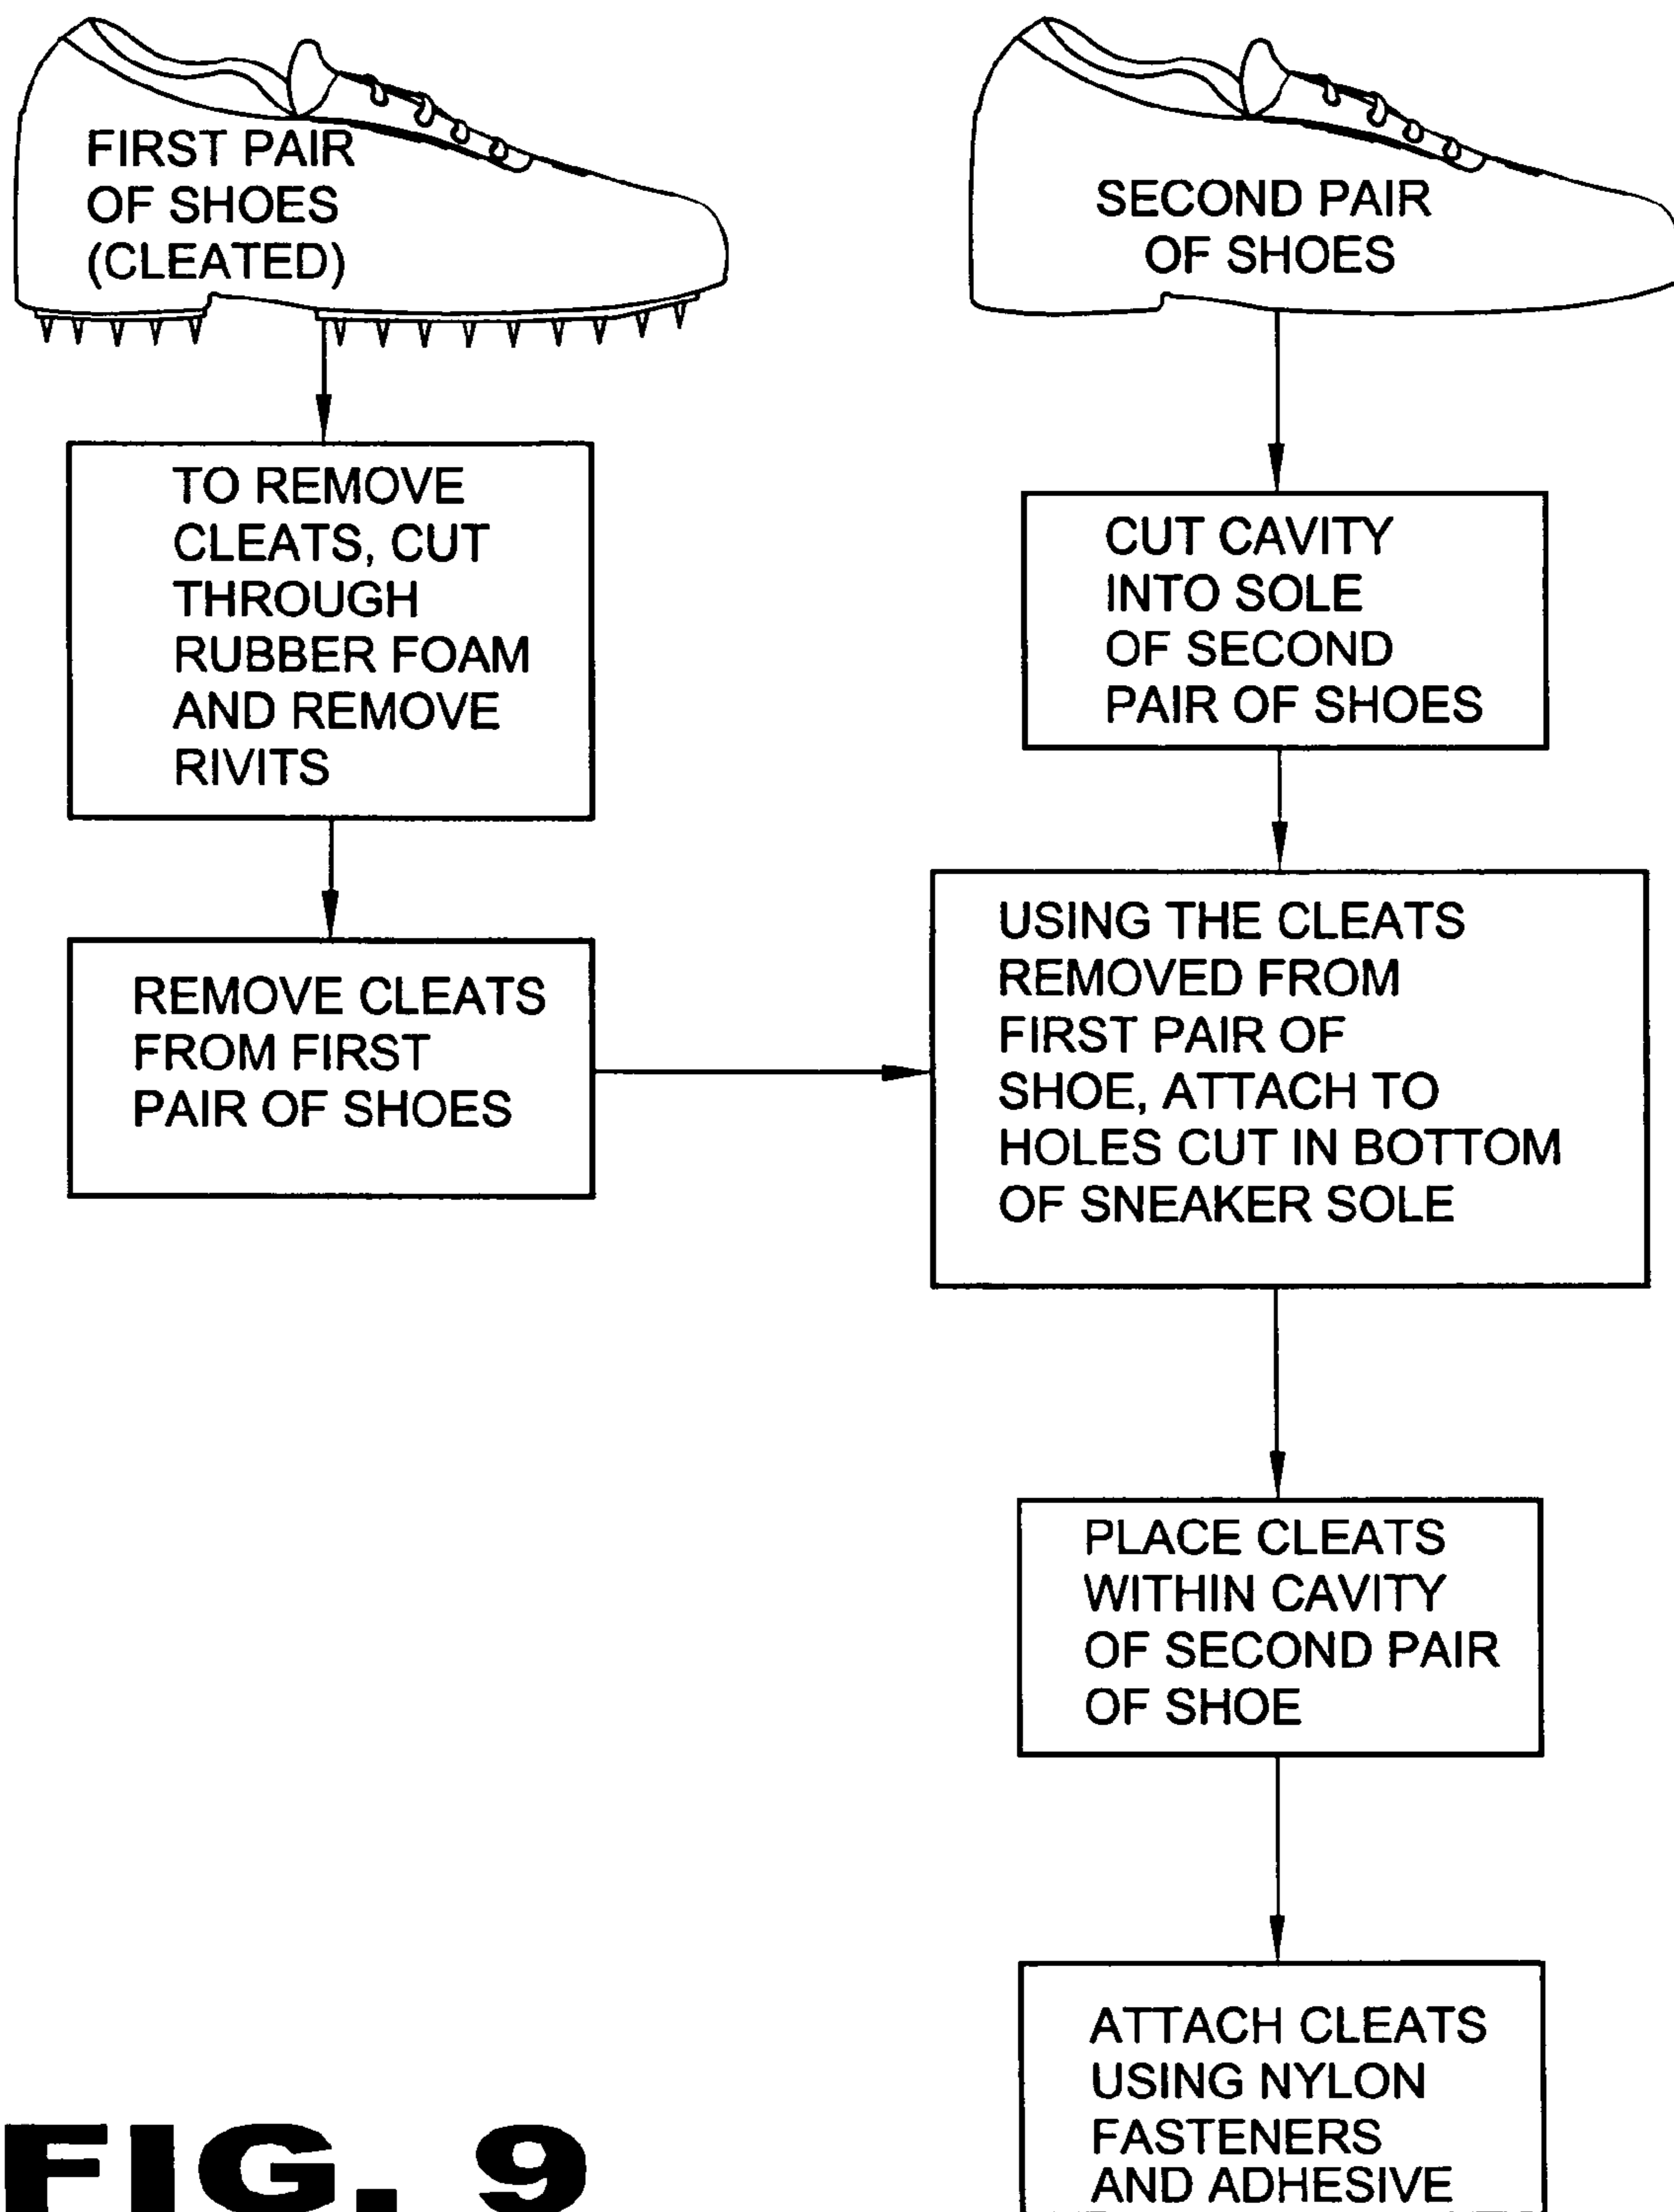 FIRST PAIR
OF SHOES
(CLEATED)
SECOND PAIR
OF SHOES
TO REMOVE
CLEATS, CUT
THROUGH
RUBBER FOAM
AND REMOVE
RIVITS
CUT CAVITY
INTO SOLE
OF SECOND
PAIR OF SHOES
REMOVE CLEATS
FROM FIRST
PAIR OF SHOES
USING THE CLEATS
REMOVED FROM
FIRST PAIR OF
SHOE, ATTACH TO
HOLES CUT IN BOTTOM
OF SNEAKER SOLE
PLACE CLEATS
WITHIN CAVITY
OF SECOND PAIR
OF SHOE
ATTACH CLEATS
USING NYLON
FASTENERS
AND ADHESIVE
FIG. 9